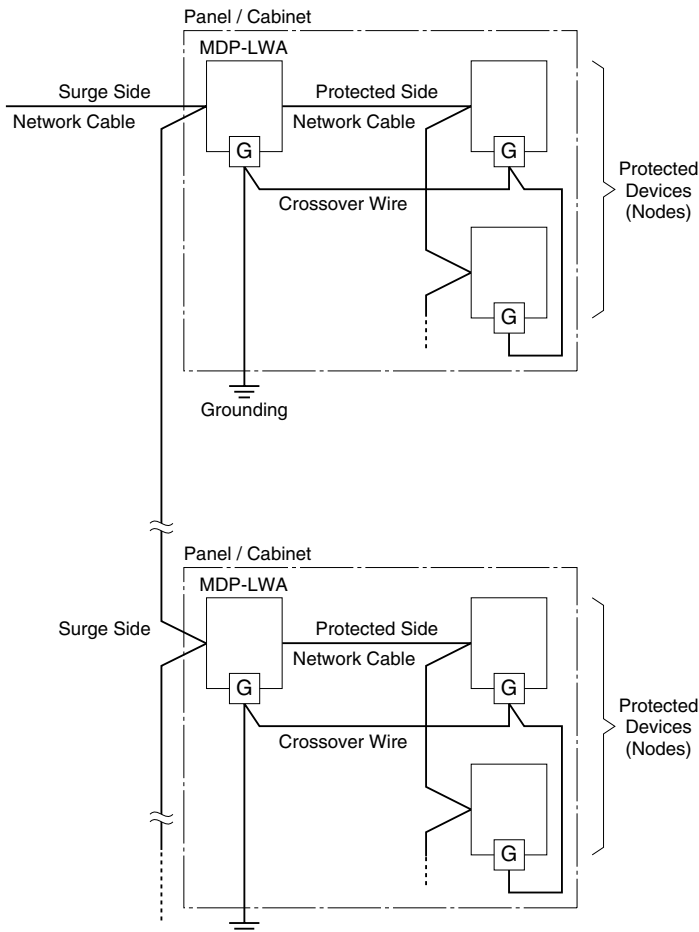 Panel / Cabinet
MDP-LWA
Surge Side
Network Cable
Protected Side
Network Cable
G
G
Crossover Wire
Protected
Devices
(Nodes)
G
Grounding
Panel / Cabinet
MDP-LWA
Surge Side
Protected Side
Network Cable
G
G
Crossover Wire
Protected
Devices
(Nodes)
G